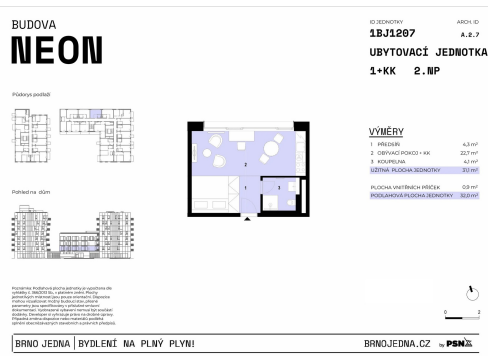 BUDOVA
NEON
ID JEDNOTKY
ARCH. ID
1BJ1207
A.2.7
UBYTOVACÍ JEDNOTKA
1+KK 2.NP
Půdorys podlaží
VÝMĚRY
1 PŘEDSÍŇ 4,3 m²
2 OBÝVACÍ POKOJ + KK 22,7 m²
3 KOUPELNA 4,1 m²
UŽITNÁ PLOCHA JEDNOTKY 31,1 m²
PLOCHA VNITŘNÍCH PŘÍČEK 0,9 m²
PODLAHOVÁ PLOCHA JEDNOTKY 32,0 m²
2
1
3
Pohled na dům
0 2
BRNO JEDNA BYDLENÍ NA PLNÝ PLYN!
BRNOJEDNA.CZ by PSN